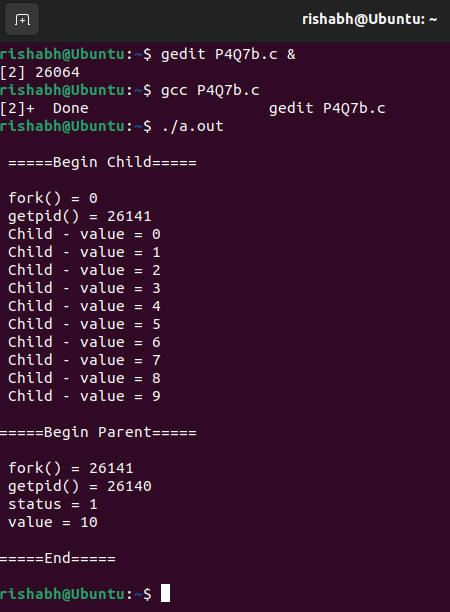 rishabh@Ubuntu: ~
rishabh@Ubuntu:~$ gedit P4Q7b.c &
[2] 26064
rishabh@Ubuntu:~$ gcc P4Q7b.c
[2]+  Done                    gedit P4Q7b.c
rishabh@Ubuntu:~$ ./a.out
=====Begin Child=====
fork() = 0
getpid() = 26141
Child - value = 0
Child - value = 1
Child - value = 2
Child - value = 3
Child - value = 4
Child - value = 5
Child - value = 6
Child - value = 7
Child - value = 8
Child - value = 9
=====Begin Parent=====
fork() = 26141
getpid() = 26140
status = 1
value = 10
=====End=====
rishabh@Ubuntu:~$